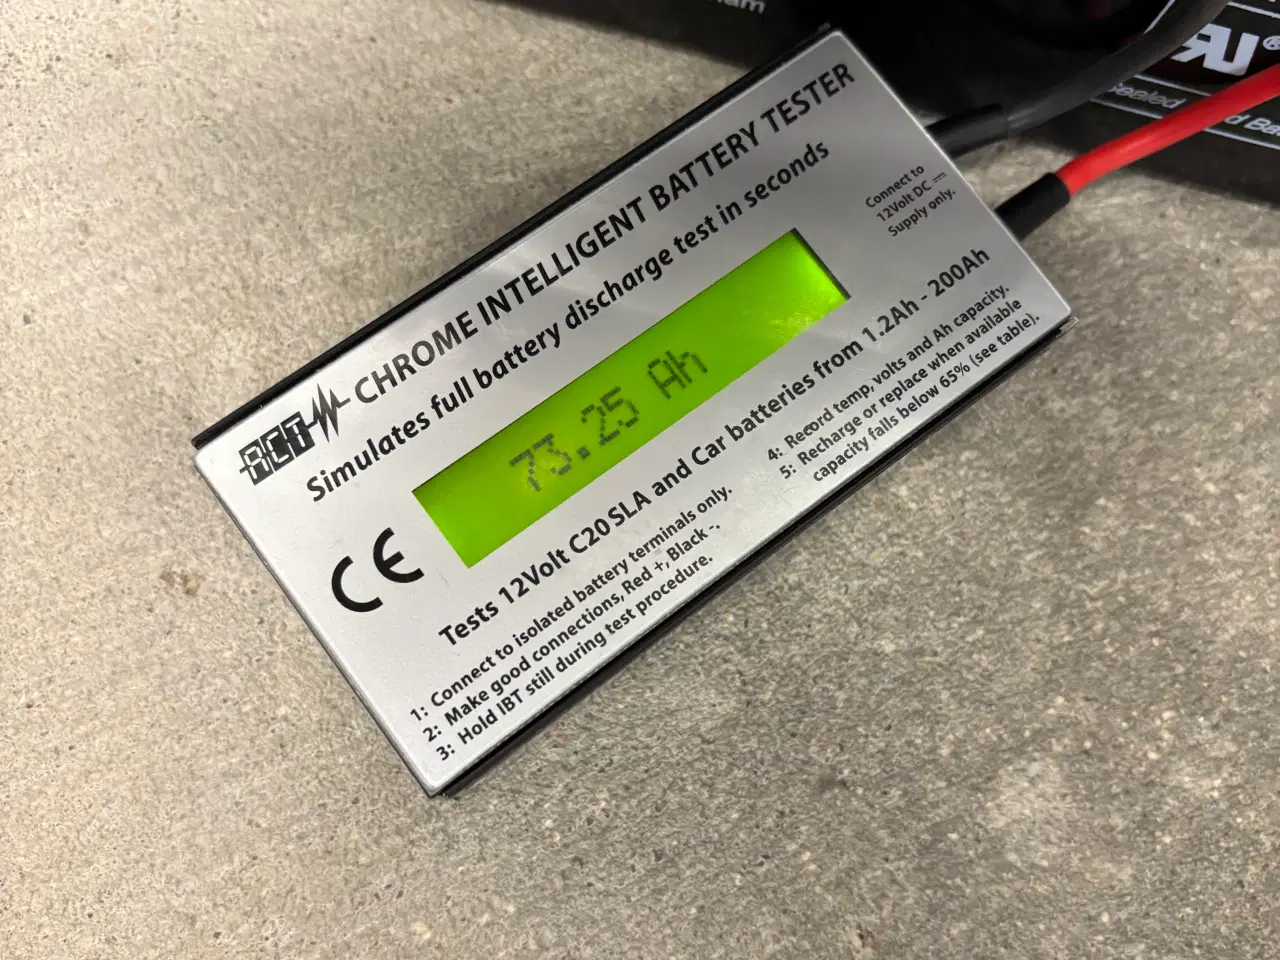 ACT CHROME INTELLIGENT BATTERY TESTER
Simulates full battery discharge test in seconds
Connect to
12Volt DC ⎓
Supply only.
73.25 Ah
CE
Tests 12Volt C20 SLA and Car batteries from 1.2Ah - 200Ah
1: Connect to isolated battery terminals only.
2: Make good connections, Red +, Black -.
3: Hold IBT still during test procedure.
4: Record temp, volts and Ah capacity.
5: Recharge or replace when available
capacity falls below 65% (see table).